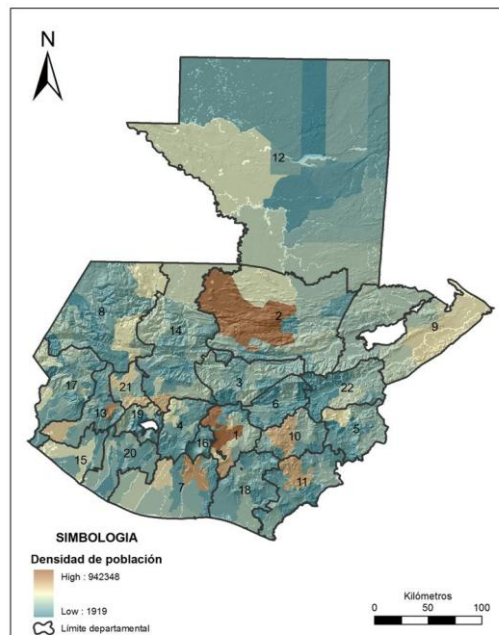 N
12
2
9
8
14
3
22
17
21
6
5
13
19
4
16
1
10
15
20
7
18
11
SIMBOLOGIA
Densidad de población
High : 942348
Low : 1919
Límite departamental
Kilómetros
0 25 50 100